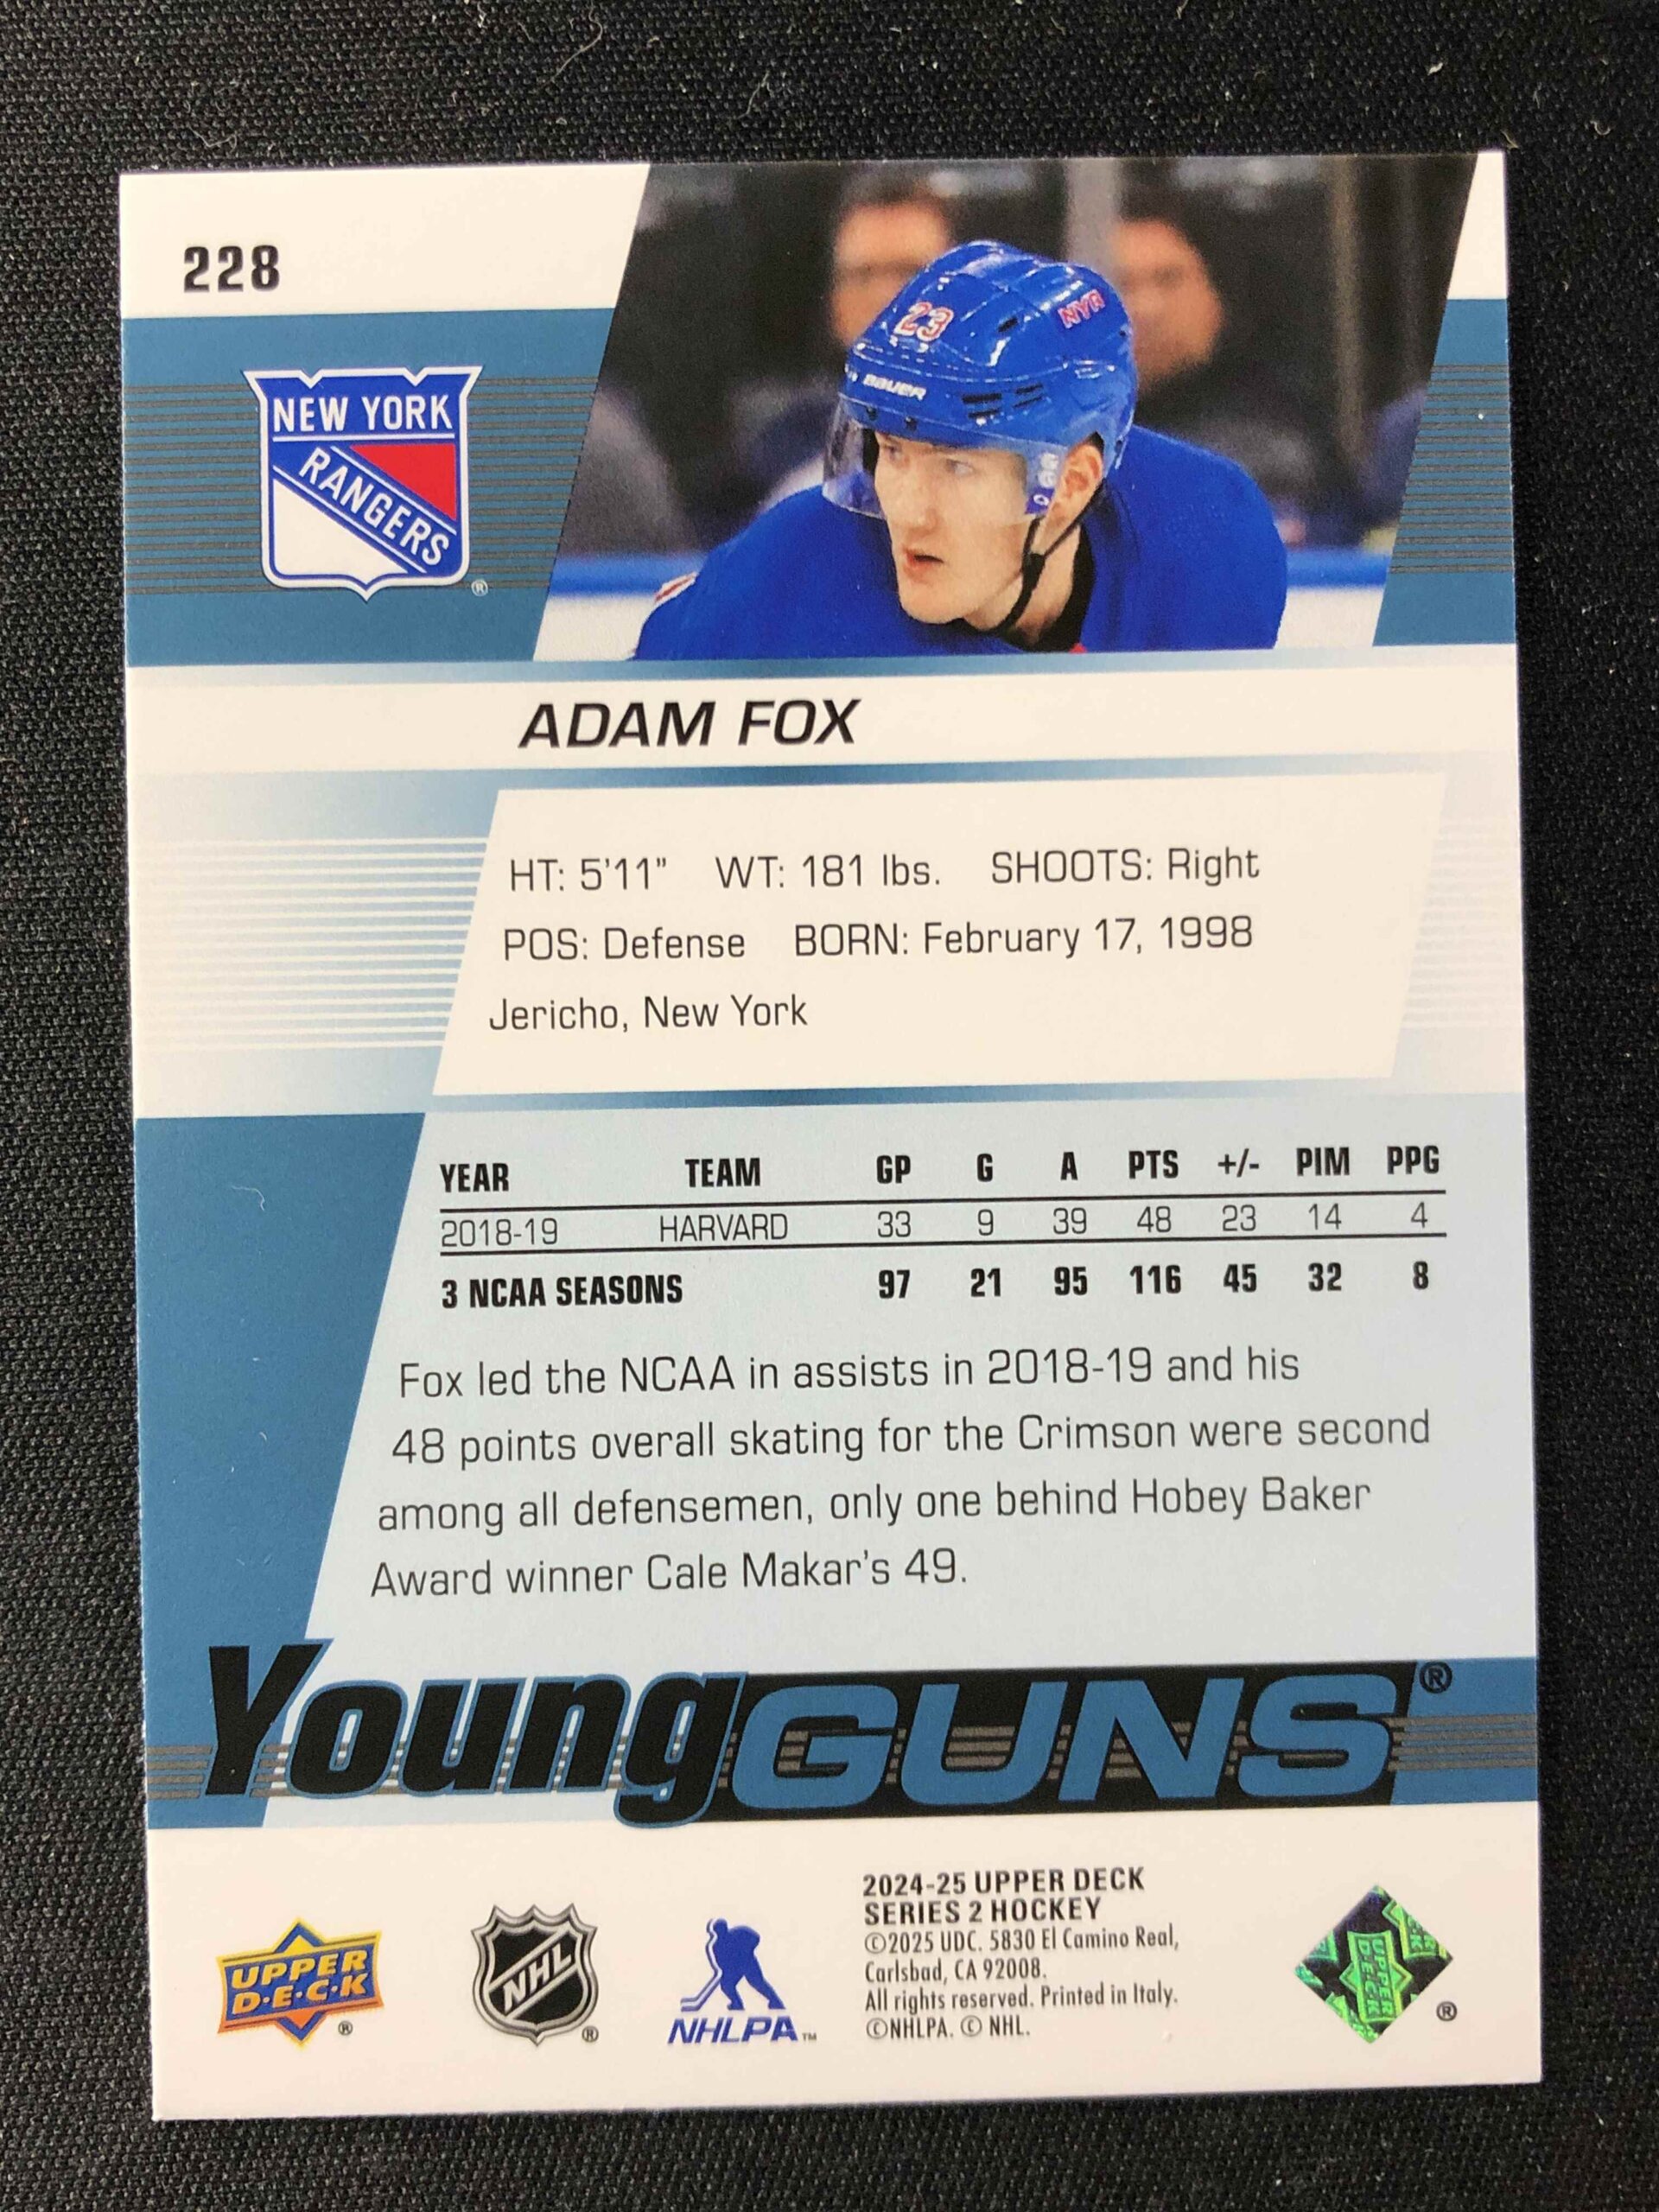 228
23
NYR
BAUER
NEW YORK
RANGERS
®
ADAM FOX
HT: 5'11" WT: 181 lbs. SHOOTS: Right
POS: Defense BORN: February 17, 1998
Jericho, New York
YEAR TEAM GP G A PTS +/- PIM PPG
2018-19 HARVARD 33 9 39 48 23 14 4
3 NCAA SEASONS 97 21 95 116 45 32 8
Fox led the NCAA in assists in 2018-19 and his
48 points overall skating for the Crimson were second
among all defensemen, only one behind Hobey Baker
Award winner Cale Makar's 49.
Young GUNS®
UPPER
D·E·C·K
®
NHL
®
NHLPA™
2024-25 UPPER DECK
SERIES 2 HOCKEY
©2025 UDC. 5830 El Camino Real,
Carlsbad, CA 92008.
All rights reserved. Printed in Italy.
©NHLPA. © NHL.
UPPER
DECK
®